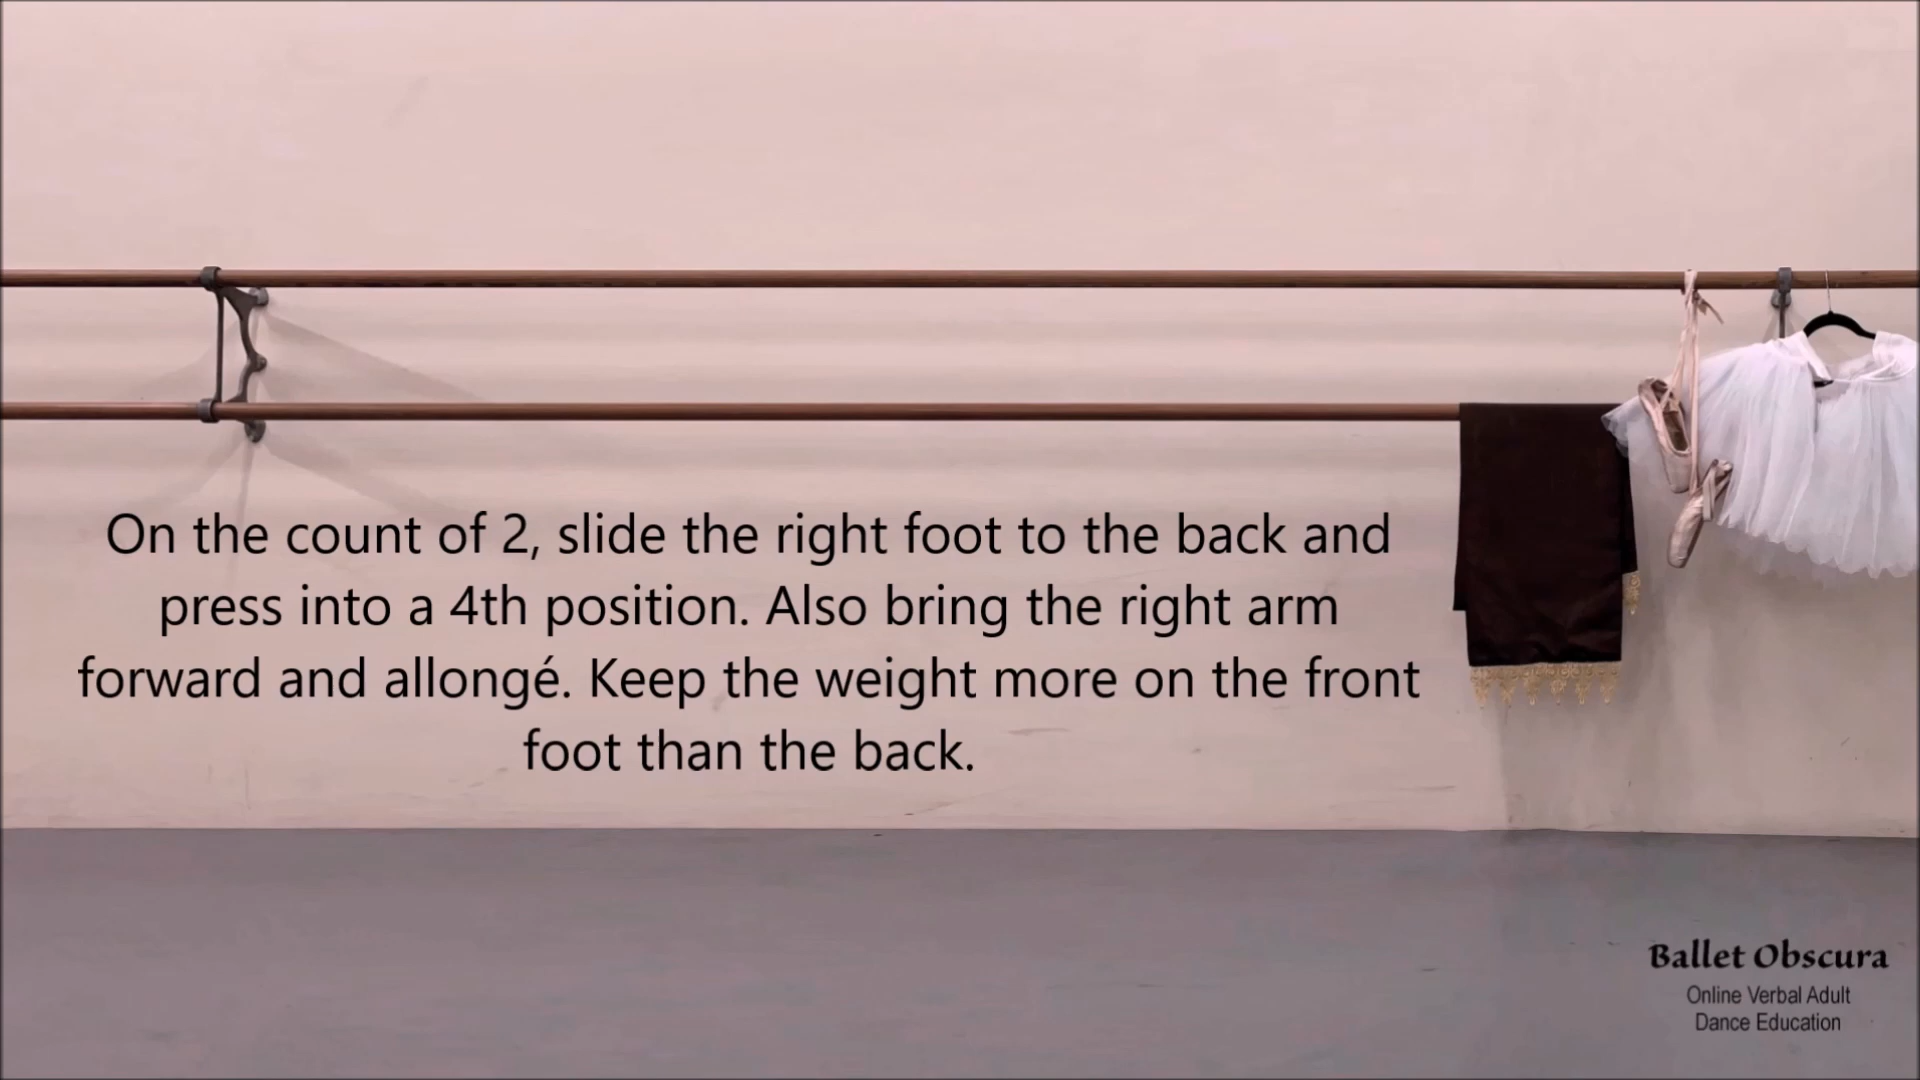 On the count of 2, slide the right foot to the back and
press into a 4th position. Also bring the right arm
forward and allongé. Keep the weight more on the front
foot than the back.
Ballet Obscura
Online Verbal Adult
Dance Education